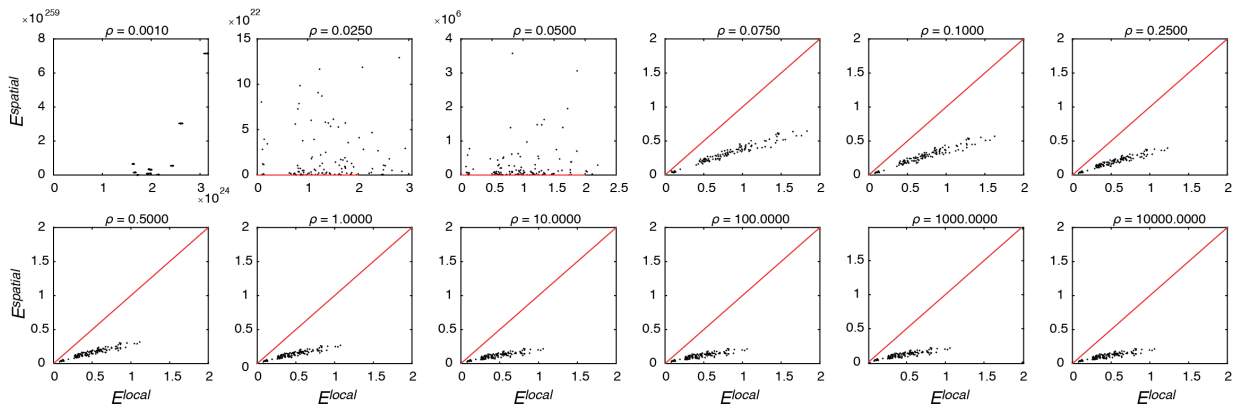 ×10^259 ×10^22 ×10^6
ρ = 0.0010 ρ = 0.0250 ρ = 0.0500 ρ = 0.0750 ρ = 0.1000 ρ = 0.2500
8 15 4 2 2 2
6 3 1.5 1.5 1.5
10
4 2 1 1 1
5
2 1 0.5 0.5 0.5
0 0 0 0 0 0
E^spatial
0 1 2 3 0 1 2 3 0 0.5 1 1.5 2 2.5 0 0.5 1 1.5 2 0 0.5 1 1.5 2 0 0.5 1 1.5 2
×10^24
ρ = 0.5000 ρ = 1.0000 ρ = 10.0000 ρ = 100.0000 ρ = 1000.0000 ρ = 10000.0000
2 2 2 2 2 2
1.5 1.5 1.5 1.5 1.5 1.5
1 1 1 1 1 1
0.5 0.5 0.5 0.5 0.5 0.5
0 0 0 0 0 0
E^spatial
0 0.5 1 1.5 2 0 0.5 1 1.5 2 0 0.5 1 1.5 2 0 0.5 1 1.5 2 0 0.5 1 1.5 2 0 0.5 1 1.5 2
E^local E^local E^local E^local E^local E^local